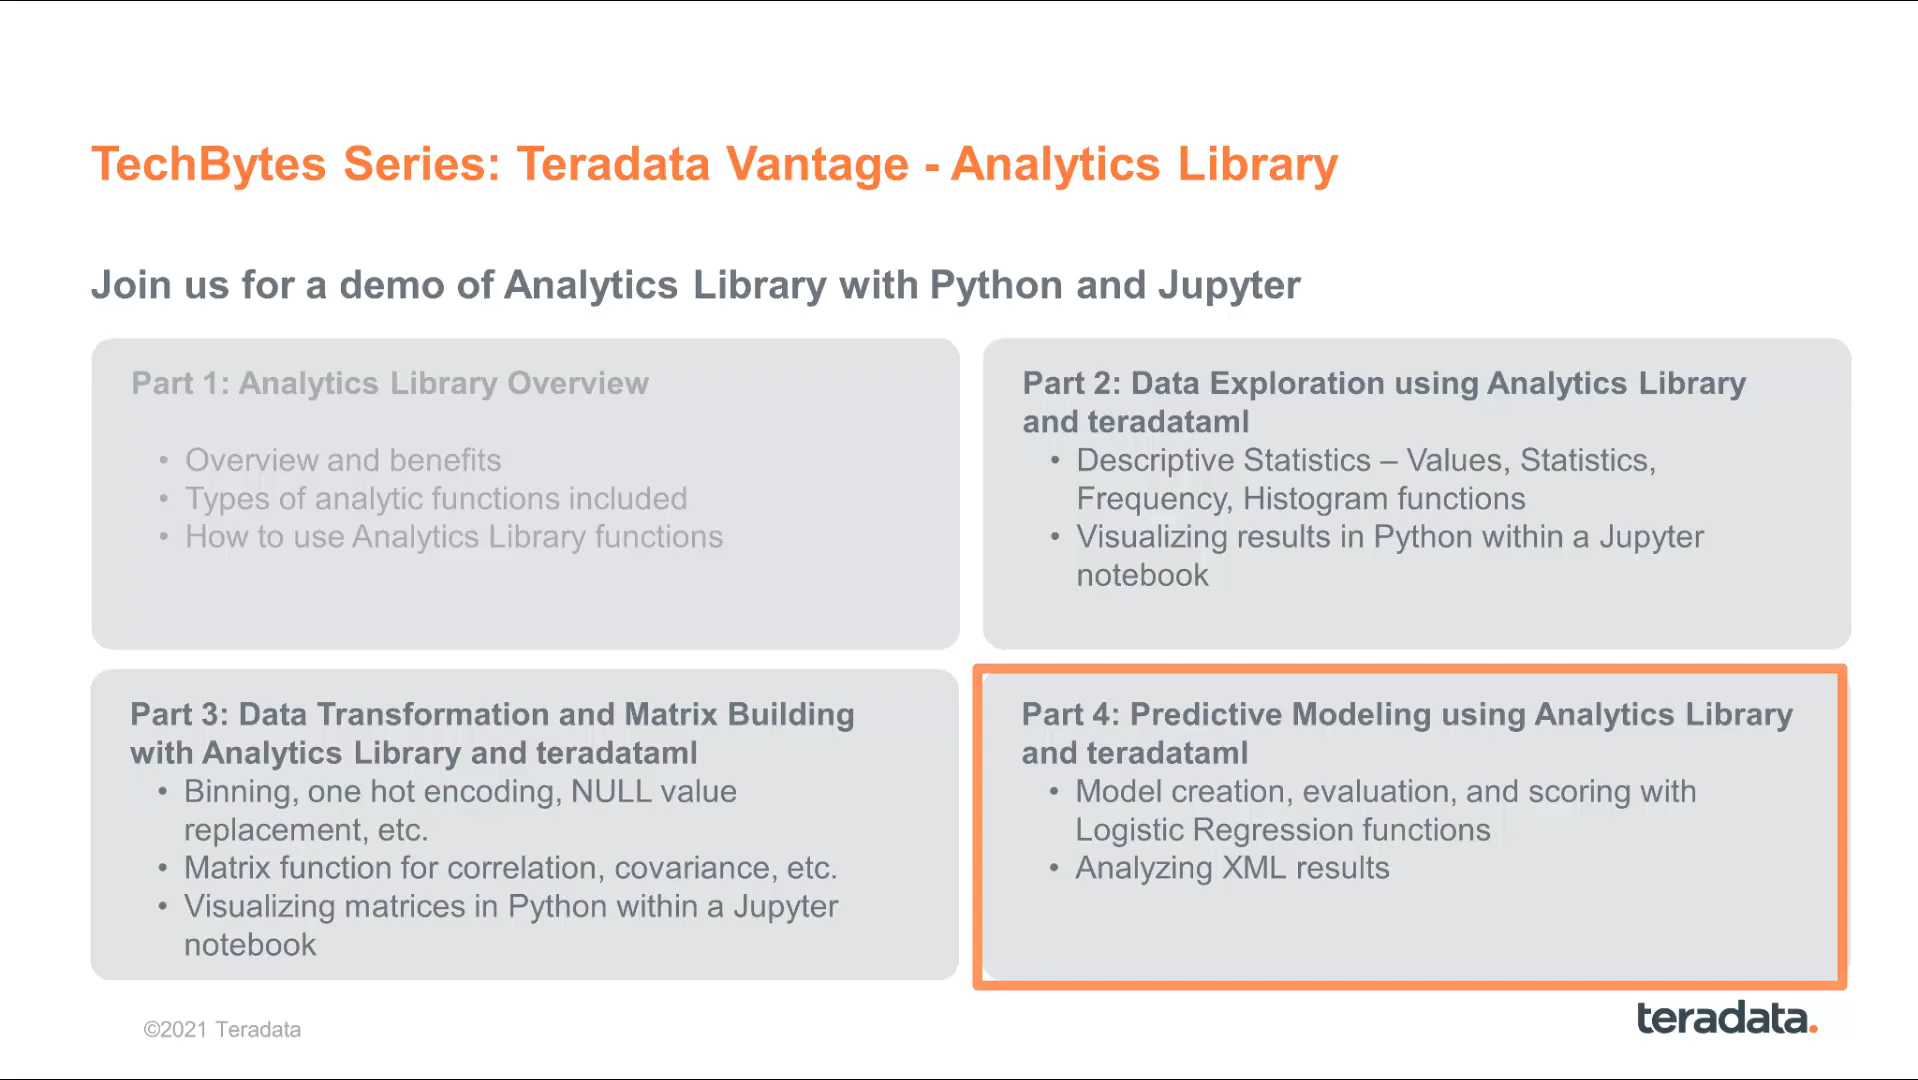 TechBytes Series: Teradata Vantage - Analytics Library
Join us for a demo of Analytics Library with Python and Jupyter
Part 1: Analytics Library Overview
• Overview and benefits
• Types of analytic functions included
• How to use Analytics Library functions
Part 2: Data Exploration using Analytics Library
and teradataml
• Descriptive Statistics – Values, Statistics,
Frequency, Histogram functions
• Visualizing results in Python within a Jupyter
notebook
Part 3: Data Transformation and Matrix Building
with Analytics Library and teradataml
• Binning, one hot encoding, NULL value
replacement, etc.
• Matrix function for correlation, covariance, etc.
• Visualizing matrices in Python within a Jupyter
notebook
Part 4: Predictive Modeling using Analytics Library
and teradataml
• Model creation, evaluation, and scoring with
Logistic Regression functions
• Analyzing XML results
©2021 Teradata
teradata.